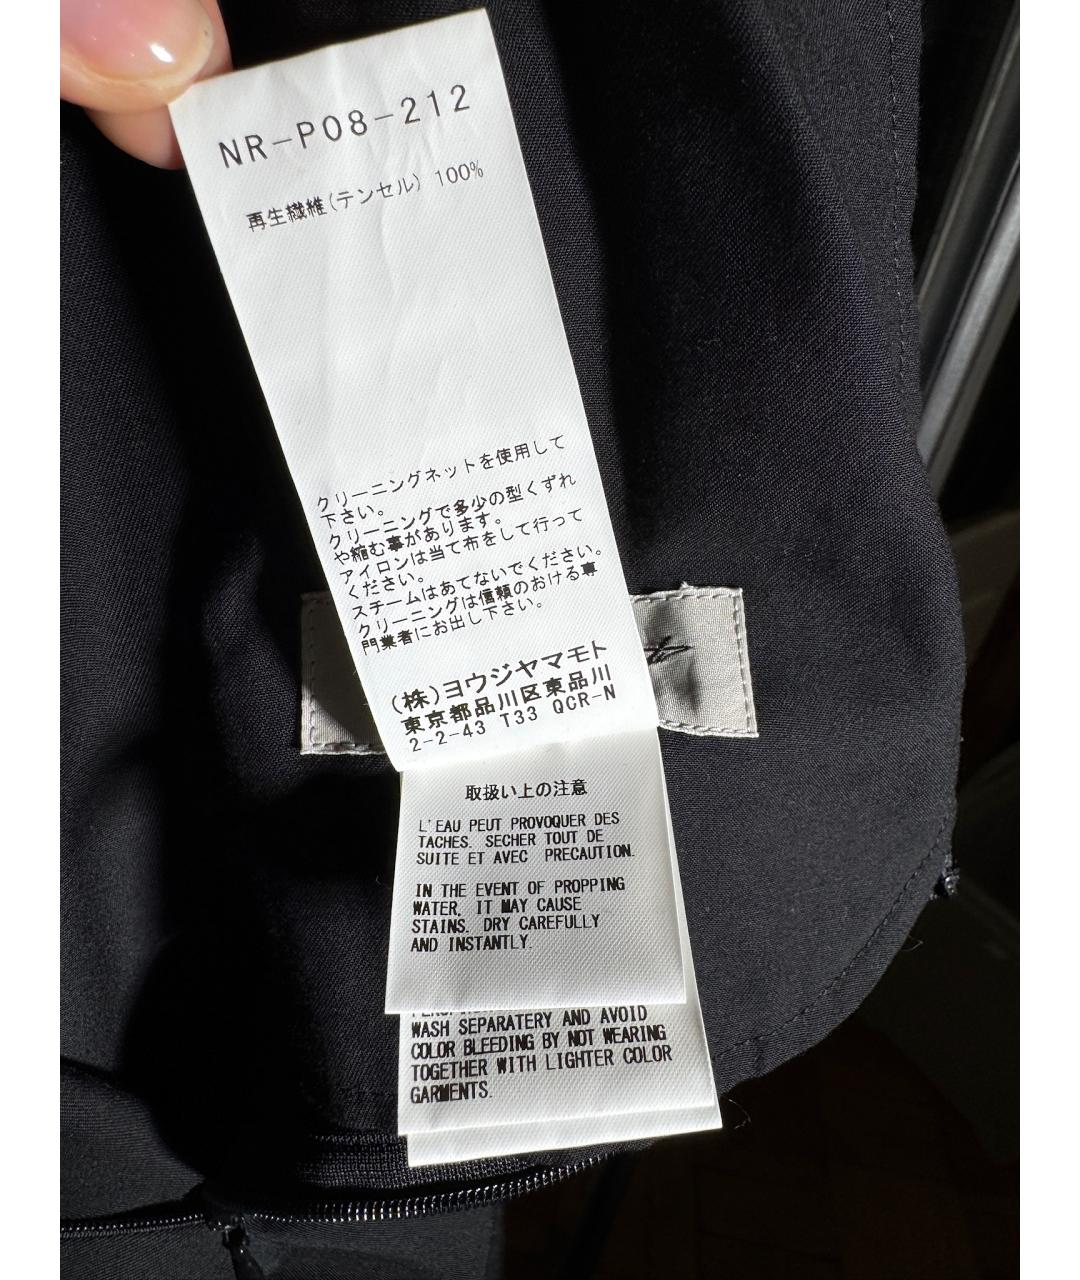 NR-P08-212
再生繊維(テンセル) 100%
クリーニングネットを使用して
下さい。
クリーニングで多少の型くずれ
や縮む事があります。
アイロンは当て布をして行って
ください。
スチームはあてないでください。
クリーニングは信頼のおける専
門業者にお出し下さい。
(株)ヨウジヤマモト
東京都品川区東品川
2-2-43 T33 QCR-N
取扱い上の注意
L'EAU PEUT PROVOQUER DES
TACHES. SECHER TOUT DE
SUITE ET AVEC PRECAUTION.
IN THE EVENT OF PROPPING
WATER, IT MAY CAUSE
STAINS. DRY CAREFULLY
AND INSTANTLY.
WASH SEPARATERY AND AVOID
COLOR BLEEDING BY NOT WEARING
TOGETHER WITH LIGHTER COLOR
GARMENTS.